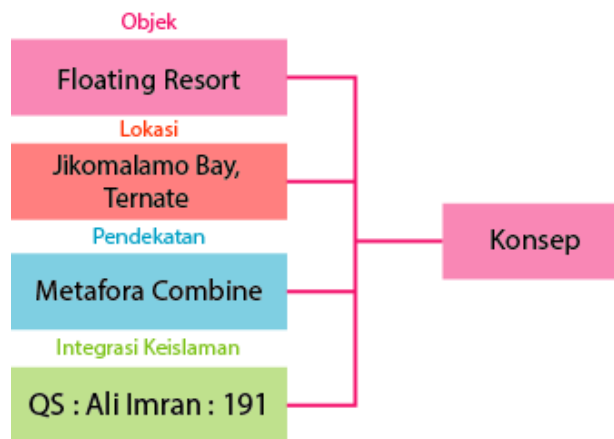 Objek
Floating Resort
Lokasi
Jikomalamo Bay,
Ternate
Pendekatan
Metafora Combine
Integrasi Keislaman
QS : Ali Imran : 191
Konsep